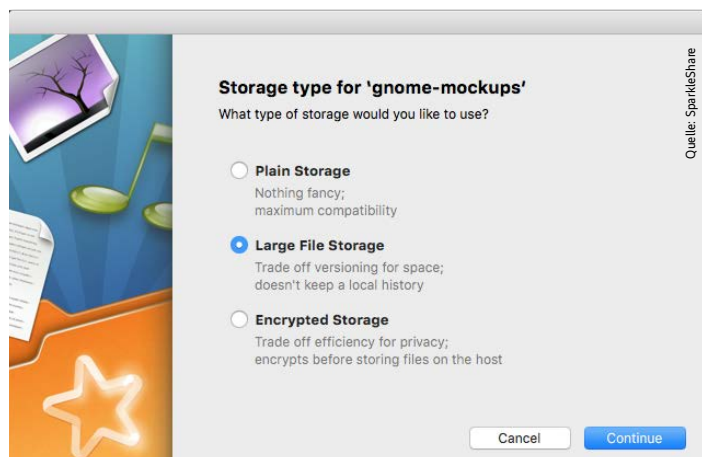 Storage type for ‘gnome-mockups’
What type of storage would you like to use?
Plain Storage
Nothing fancy;
maximum compatibility
Large File Storage
Trade off versioning for space;
doesn't keep a local history
Encrypted Storage
Trade off efficiency for privacy;
encrypts before storing files on the host
Cancel
Continue
Quelle: SparkleShare